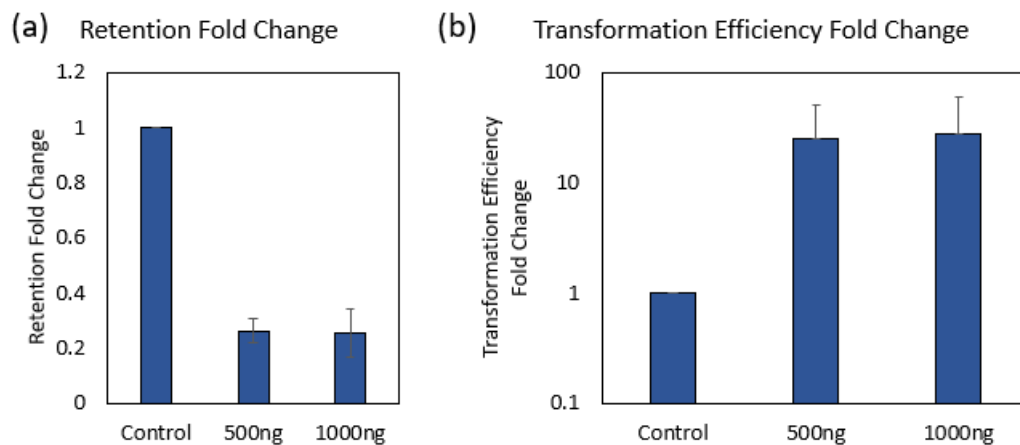 (a) Retention Fold Change
Retention Fold Change
1.2
1
0.8
0.6
0.4
0.2
0
Control 500ng 1000ng
(b) Transformation Efficiency Fold Change
Transformation Efficiency
Fold Change
100
10
1
0.1
Control 500ng 1000ng